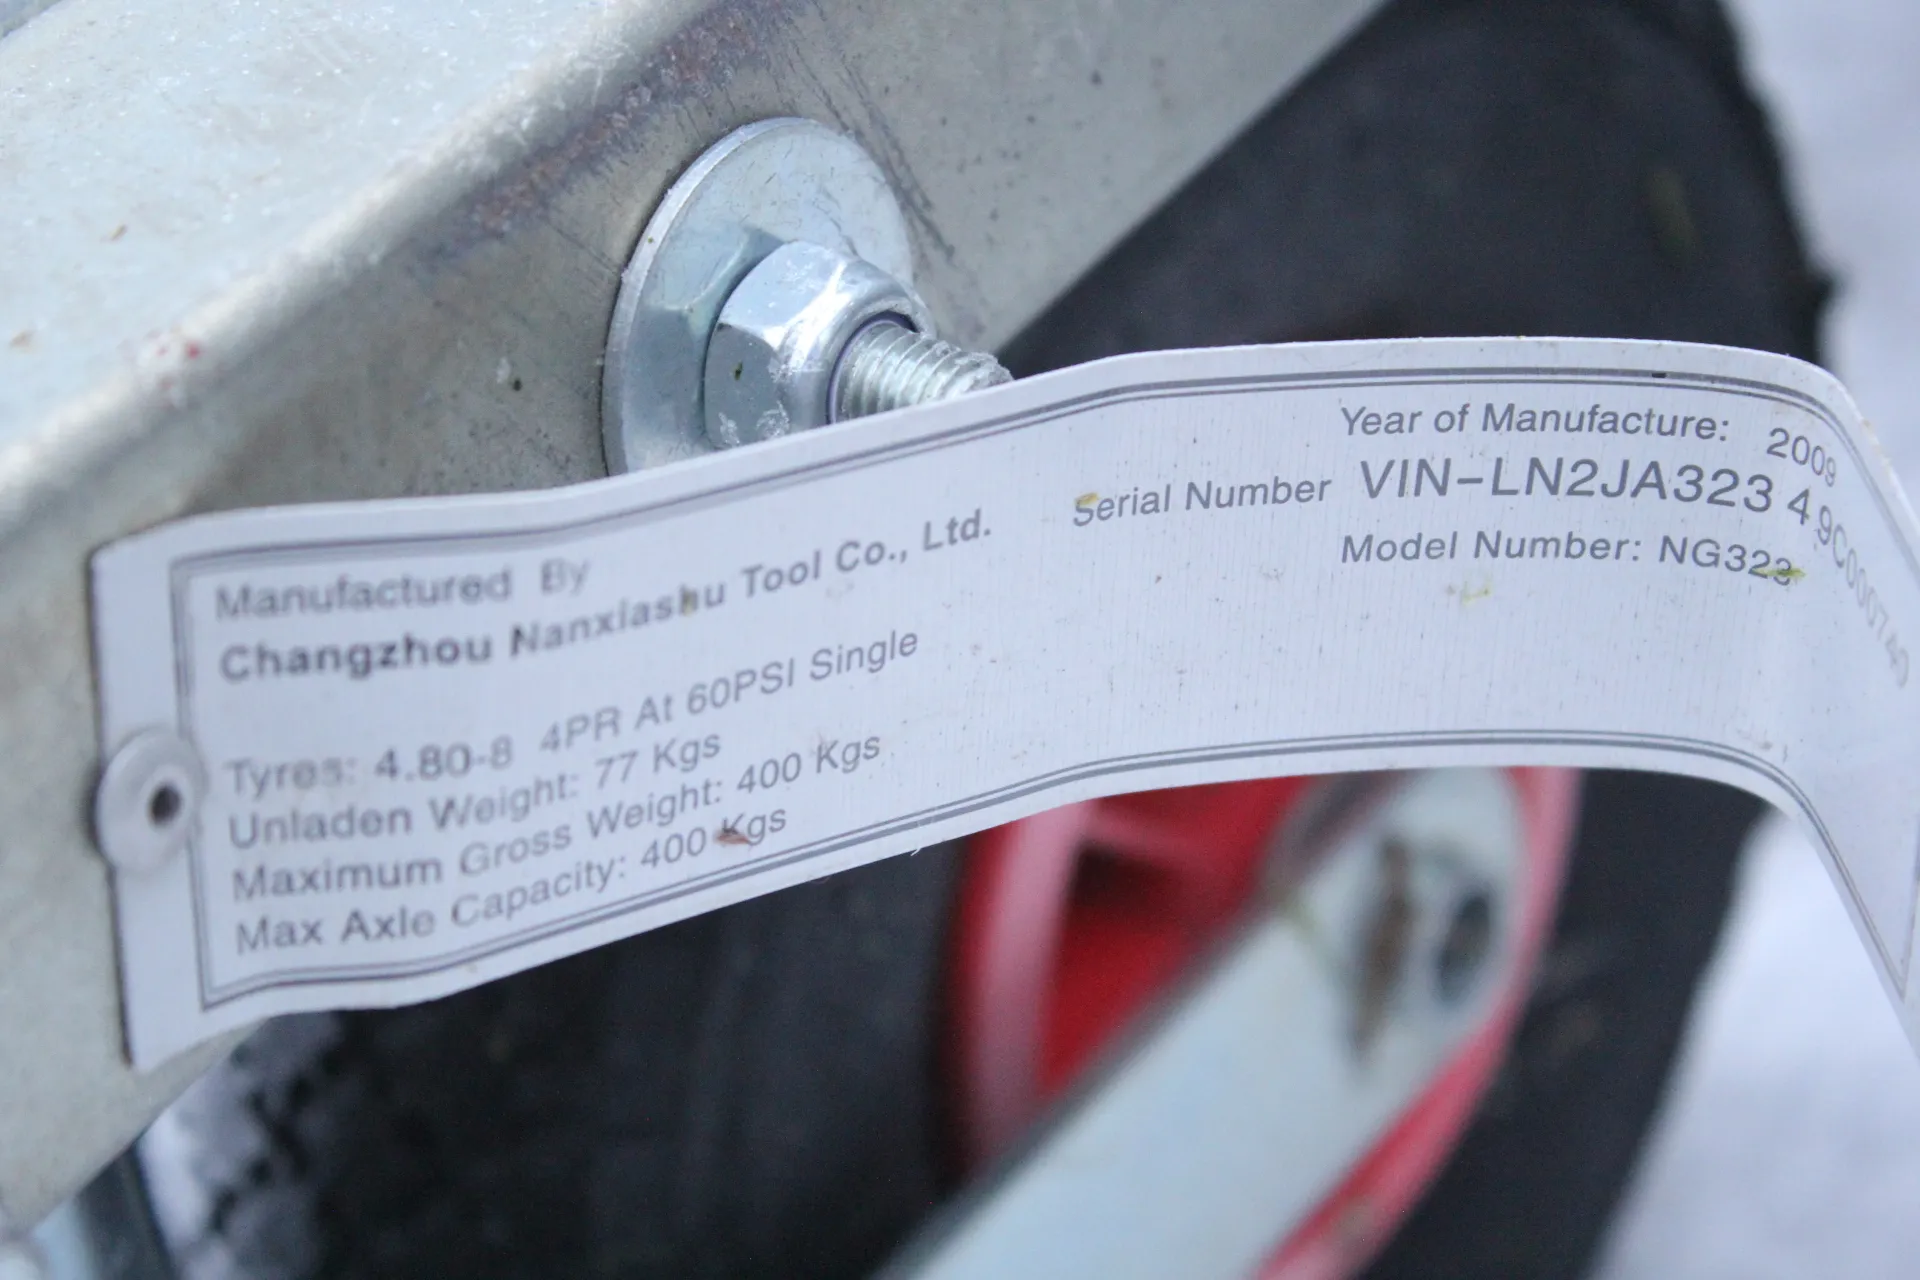 Manufactured By
Changzhou Nanxiashu Tool Co., Ltd.
Tyres: 4.80-8 4PR At 60PSI Single
Unladen Weight: 77 Kgs
Maximum Gross Weight: 400 Kgs
Max Axle Capacity: 400 Kgs
Year of Manufacture: 2009
Serial Number VIN-LN2JA32349C000740
Model Number: NG323